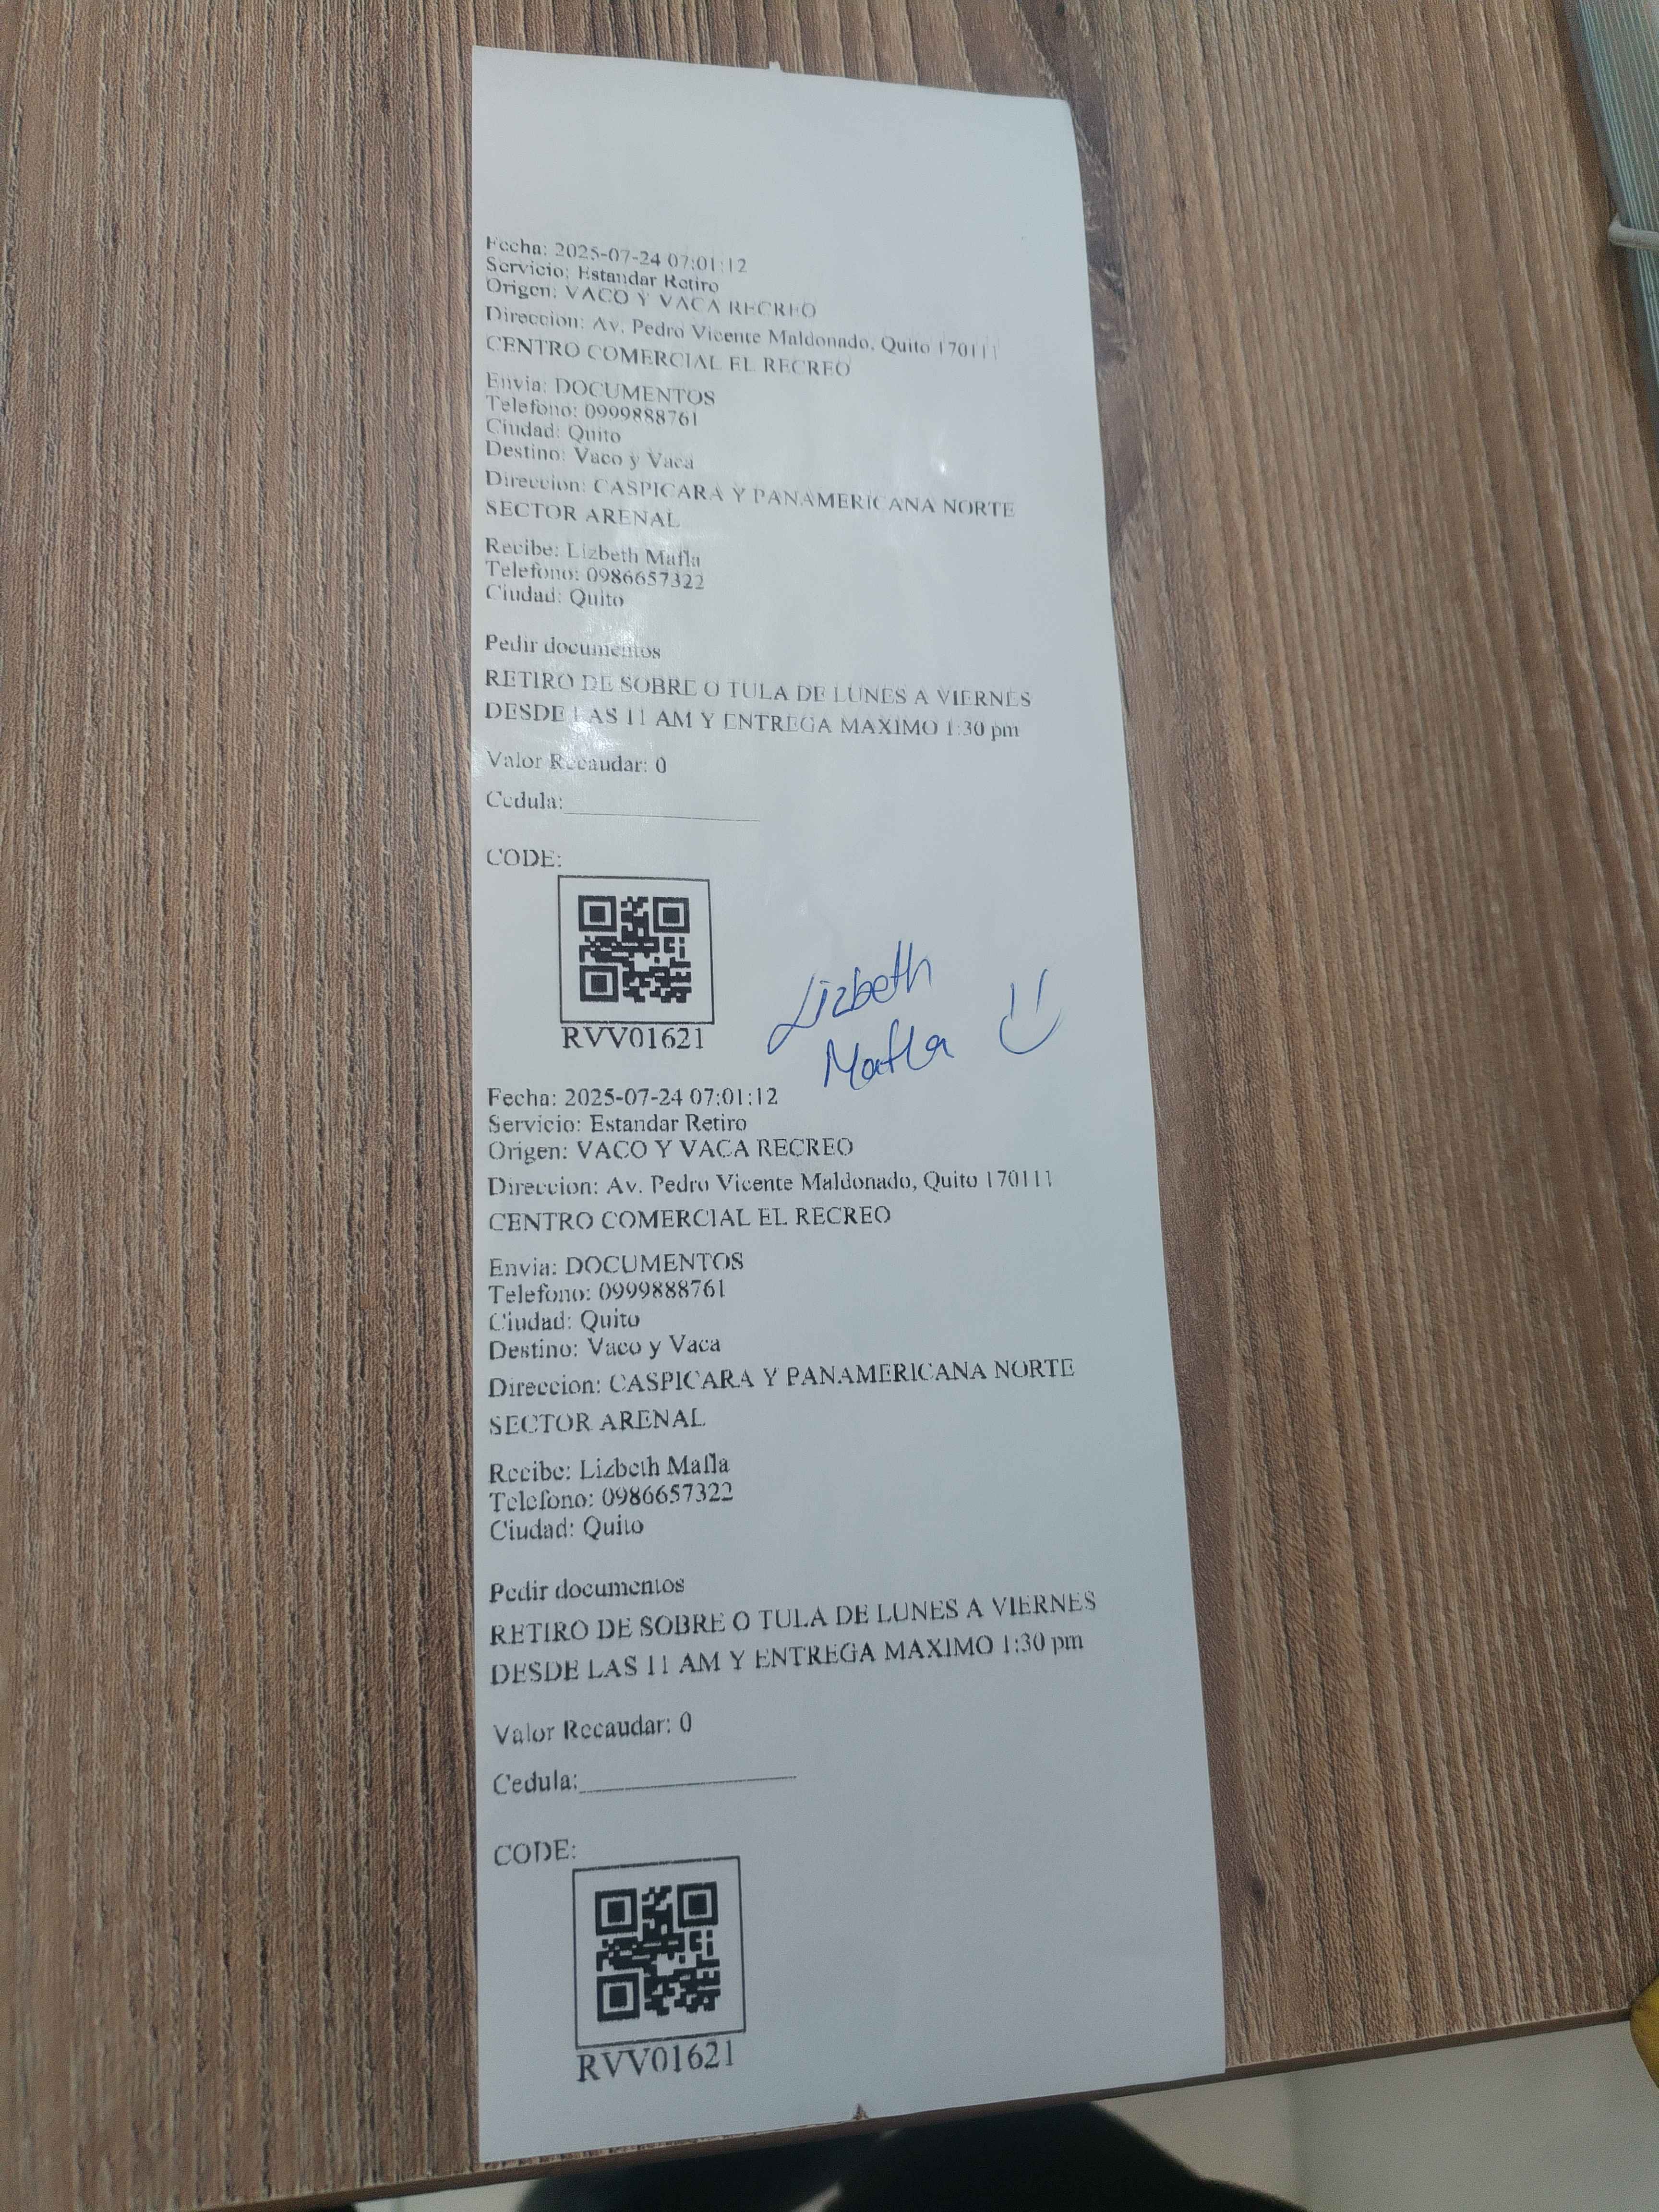 Fecha: 2025-07-24 07:01:12
Servicio: Estandar Retiro
Origen: VACO Y VACA RECREO
Direccion: Av. Pedro Vicente Maldonado, Quito 170111
CENTRO COMERCIAL EL RECREO
Envia: DOCUMENTOS
Telefono: 0999888761
Ciudad: Quito
Destino: Vaco y Vaca
Direccion: CASPICARA Y PANAMERICANA NORTE
SECTOR ARENAL
Recibe: Lizbeth Mafla
Telefono: 0986657322
Ciudad: Quito
Pedir documentos
RETIRO DE SOBRE O TULA DE LUNES A VIERNES
DESDE LAS 11 AM Y ENTREGA MAXIMO 1:30 pm
Valor Recaudar: 0
Cedula:
CODE:
RVV01621
Lizbeth
Mafla
Fecha: 2025-07-24 07:01:12
Servicio: Estandar Retiro
Origen: VACO Y VACA RECREO
Direccion: Av. Pedro Vicente Maldonado, Quito 170111
CENTRO COMERCIAL EL RECREO
Envia: DOCUMENTOS
Telefono: 0999888761
Ciudad: Quito
Destino: Vaco y Vaca
Direccion: CASPICARA Y PANAMERICANA NORTE
SECTOR ARENAL
Recibe: Lizbeth Mafla
Telefono: 0986657322
Ciudad: Quito
Pedir documentos
RETIRO DE SOBRE O TULA DE LUNES A VIERNES
DESDE LAS 11 AM Y ENTREGA MAXIMO 1:30 pm
Valor Recaudar: 0
Cedula:
CODE:
RVV01621